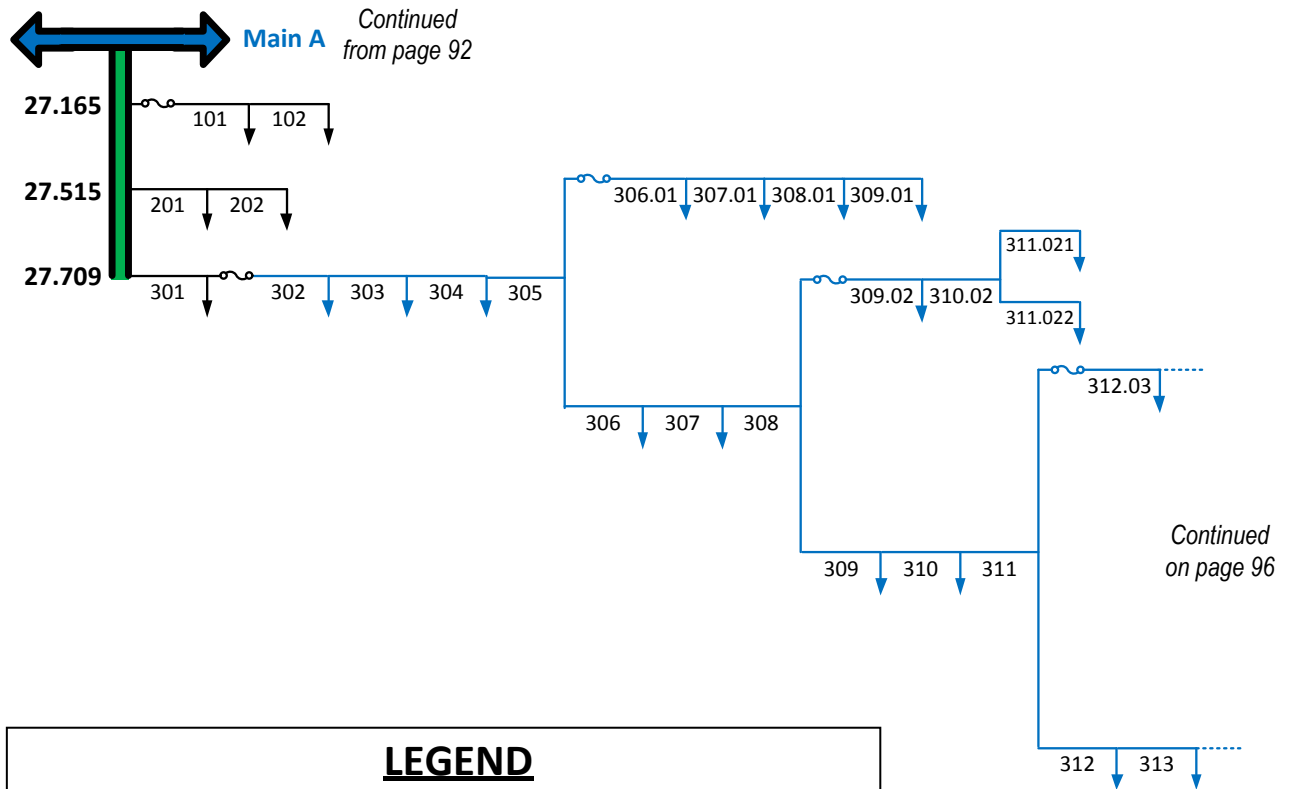 Continued
from page 92
Main A
27.165
101 102
27.515
201 202
306.01 307.01 308.01 309.01
311.021
27.709
301 302 303 304 305
309.02 310.02
311.022
312.03
306 307 308
Continued
on page 96
309 310 311
LEGEND
312 313